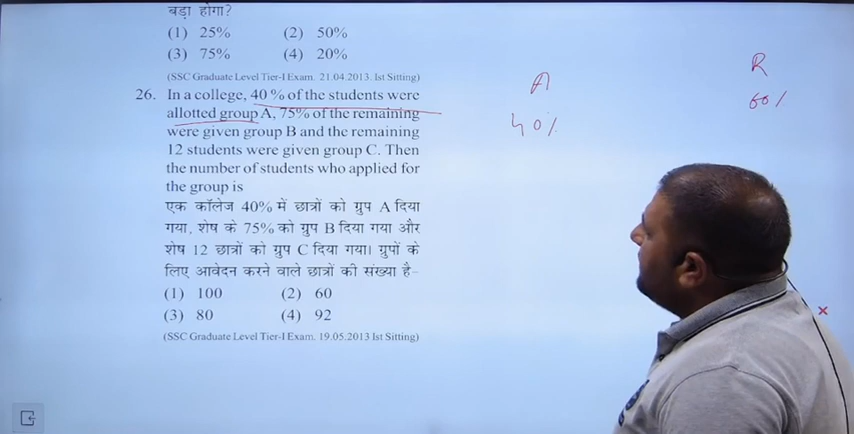 बड़ा होगा?
(1) 25% (2) 50%
(3) 75% (4) 20%
(SSC Graduate Level Tier-I Exam. 21.04.2013. Ist Sitting)
26. In a college, 40 % of the students were
allotted group A, 75% of the remaining
were given group B and the remaining
12 students were given group C. Then
the number of students who applied for
the group is
एक कॉलेज 40% में छात्रों को ग्रुप A दिया
गया, शेष के 75% को ग्रुप B दिया गया और
शेष 12 छात्रों को ग्रुप C दिया गया। ग्रुपों के
लिए आवेदन करने वाले छात्रों की संख्या है–
(1) 100 (2) 60
(3) 80 (4) 92
(SSC Graduate Level Tier-I Exam. 19.05.2013 Ist Sitting)
A R
40% 60%